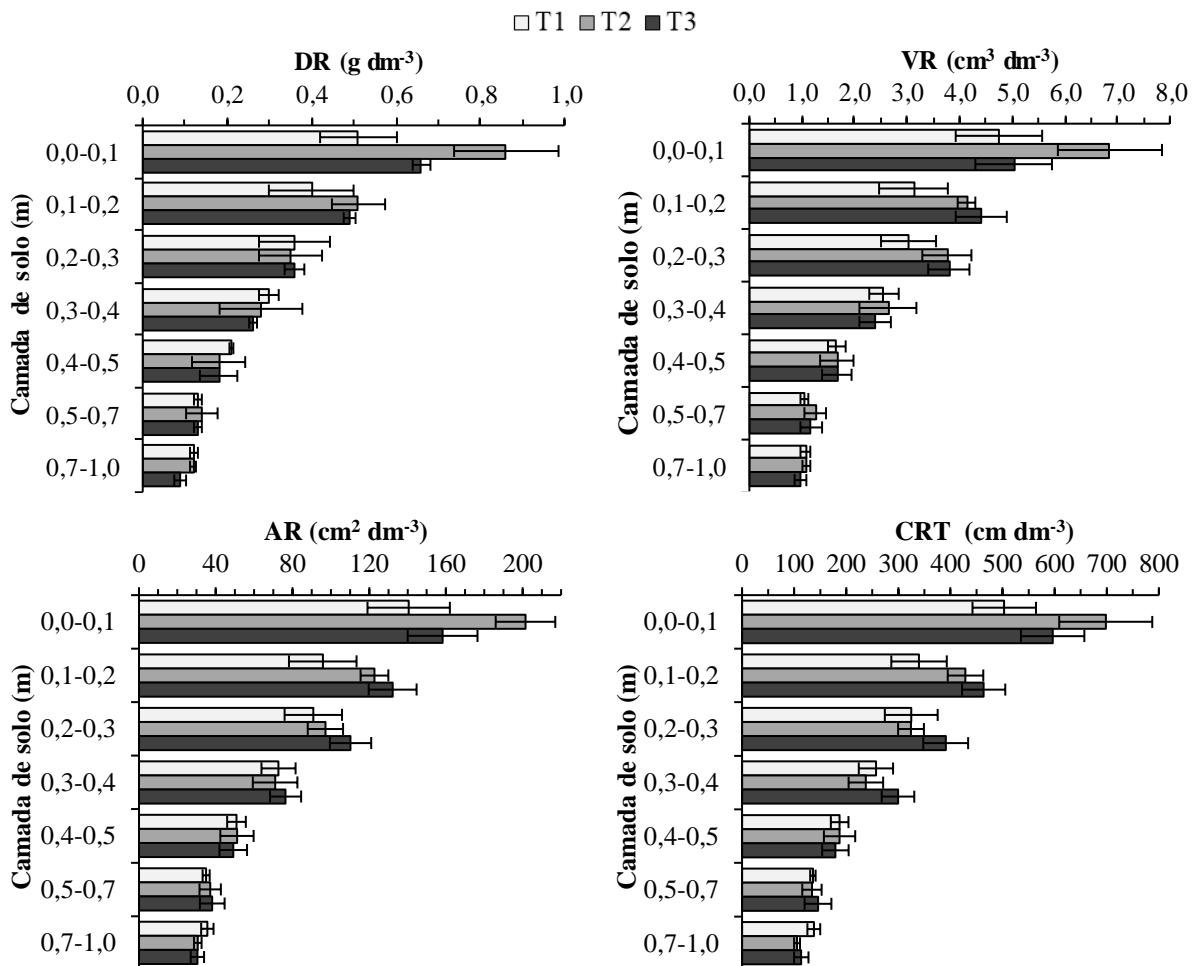 T1 T2 T3
DR (g dm-3)
0,0 0,2 0,4 0,6 0,8 1,0
Camada de solo (m)
0,0-0,1
0,1-0,2
0,2-0,3
0,3-0,4
0,4-0,5
0,5-0,7
0,7-1,0
VR (cm³ dm-3)
0,0 1,0 2,0 3,0 4,0 5,0 6,0 7,0 8,0
Camada de solo (m)
0,0-0,1
0,1-0,2
0,2-0,3
0,3-0,4
0,4-0,5
0,5-0,7
0,7-1,0
AR (cm² dm-3)
0 40 80 120 160 200
Camada de solo (m)
0,0-0,1
0,1-0,2
0,2-0,3
0,3-0,4
0,4-0,5
0,5-0,7
0,7-1,0
CRT (cm dm-3)
0 100 200 300 400 500 600 700 800
Camada de solo (m)
0,0-0,1
0,1-0,2
0,2-0,3
0,3-0,4
0,4-0,5
0,5-0,7
0,7-1,0